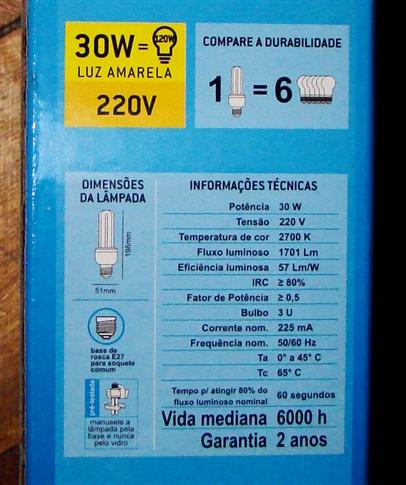 30W = 120W
LUZ AMARELA
220V
COMPARE A DURABILIDADE
1 = 6
DIMENSÕES
DA LÂMPADA
196mm
51mm
base de
rosca E27
para soquete
comum
pré-testada
manuseie a
lâmpada pela
base e nunca
pelo vidro
INFORMAÇÕES TÉCNICAS
Potência 30 W
Tensão 220 V
Temperatura de cor 2700 K
Fluxo luminoso 1701 Lm
Eficiência luminosa 57 Lm/W
IRC ≥ 80%
Fator de Potência ≥ 0,5
Bulbo 3 U
Corrente nom. 225 mA
Frequência nom. 50/60 Hz
Ta 0° a 45° C
Tc 65° C
Tempo p/ atingir 80% do
fluxo luminoso nominal 60 segundos
Vida mediana 6000 h
Garantia 2 anos